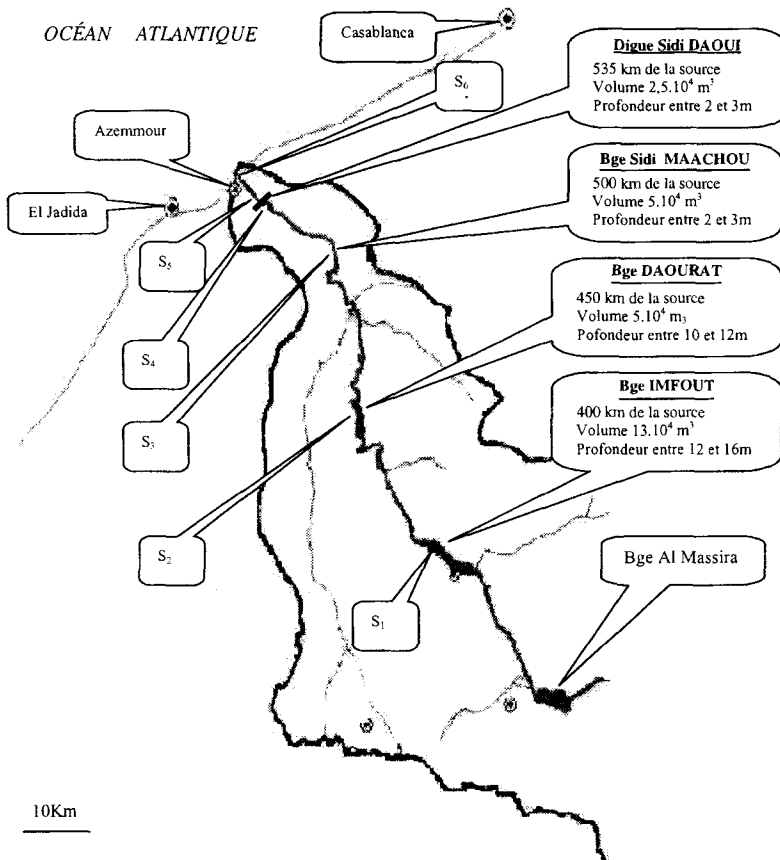 OCÉAN ATLANTIQUE
Casablanca
Digue Sidi DAOUI
535 km de la source
Volume 2,5.10⁴ m³
Profondeur entre 2 et 3m
S₆
Azemmour
Bge Sidi MAACHOU
500 km de la source
Volume 5.10⁴ m³
Profondeur entre 2 et 3m
El Jadida
S₅
Bge DAOURAT
450 km de la source
Volume 5.10⁴ m₃
Pofondeur entre 10 et 12m
S₄
Bge IMFOUT
400 km de la source
Volume 13.10⁴ m³
Profondeur entre 12 et 16m
S₃
S₂
Bge Al Massira
S₁
10Km